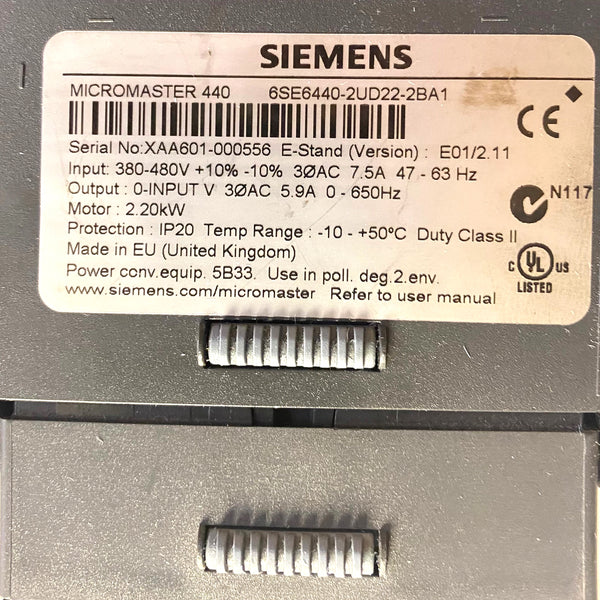 SIEMENS
MICROMASTER 440 6SE6440-2UD22-2BA1
CE
Serial No:XAA601-000556 E-Stand (Version) : E01/2.11
Input: 380-480V +10% -10% 3ØAC 7.5A 47 - 63 Hz
Output : 0-INPUT V 3ØAC 5.9A 0 - 650Hz
N117
Motor : 2.20kW
Protection : IP20 Temp Range : -10 - +50°C Duty Class II
Made in EU (United Kingdom)
C UL US
LISTED
Power conv.equip. 5B33. Use in poll. deg.2.env.
www.siemens.com/micromaster Refer to user manual